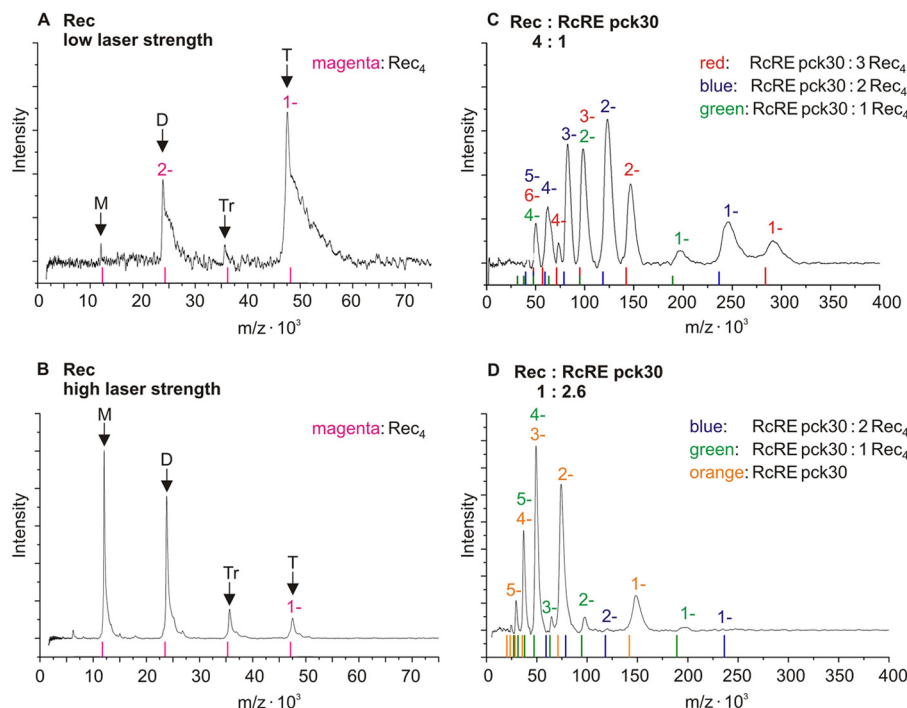 A Rec
low laser strength
magenta: Rec4
Intensity
M
D
2-
Tr
T
1-
0 10 20 30 40 50 60 70
m/z · 10³
B Rec
high laser strength
magenta: Rec4
Intensity
M
D
Tr
T
1-
0 10 20 30 40 50 60 70
m/z · 10³
C Rec : RcRE pck30
4 : 1
red: RcRE pck30 : 3 Rec4
blue: RcRE pck30 : 2 Rec4
green: RcRE pck30 : 1 Rec4
Intensity
5-
6-
4-
4-
4-
3-
3-
2-
2-
2-
1-
1-
1-
0 50 100 150 200 250 300 400
m/z · 10³
D Rec : RcRE pck30
1 : 2.6
blue: RcRE pck30 : 2 Rec4
green: RcRE pck30 : 1 Rec4
orange: RcRE pck30
Intensity
5-
5-
4-
4-
3-
3-
2-
2-
2-
1-
1-
1-
0 50 100 150 200 250 300 400
m/z · 10³